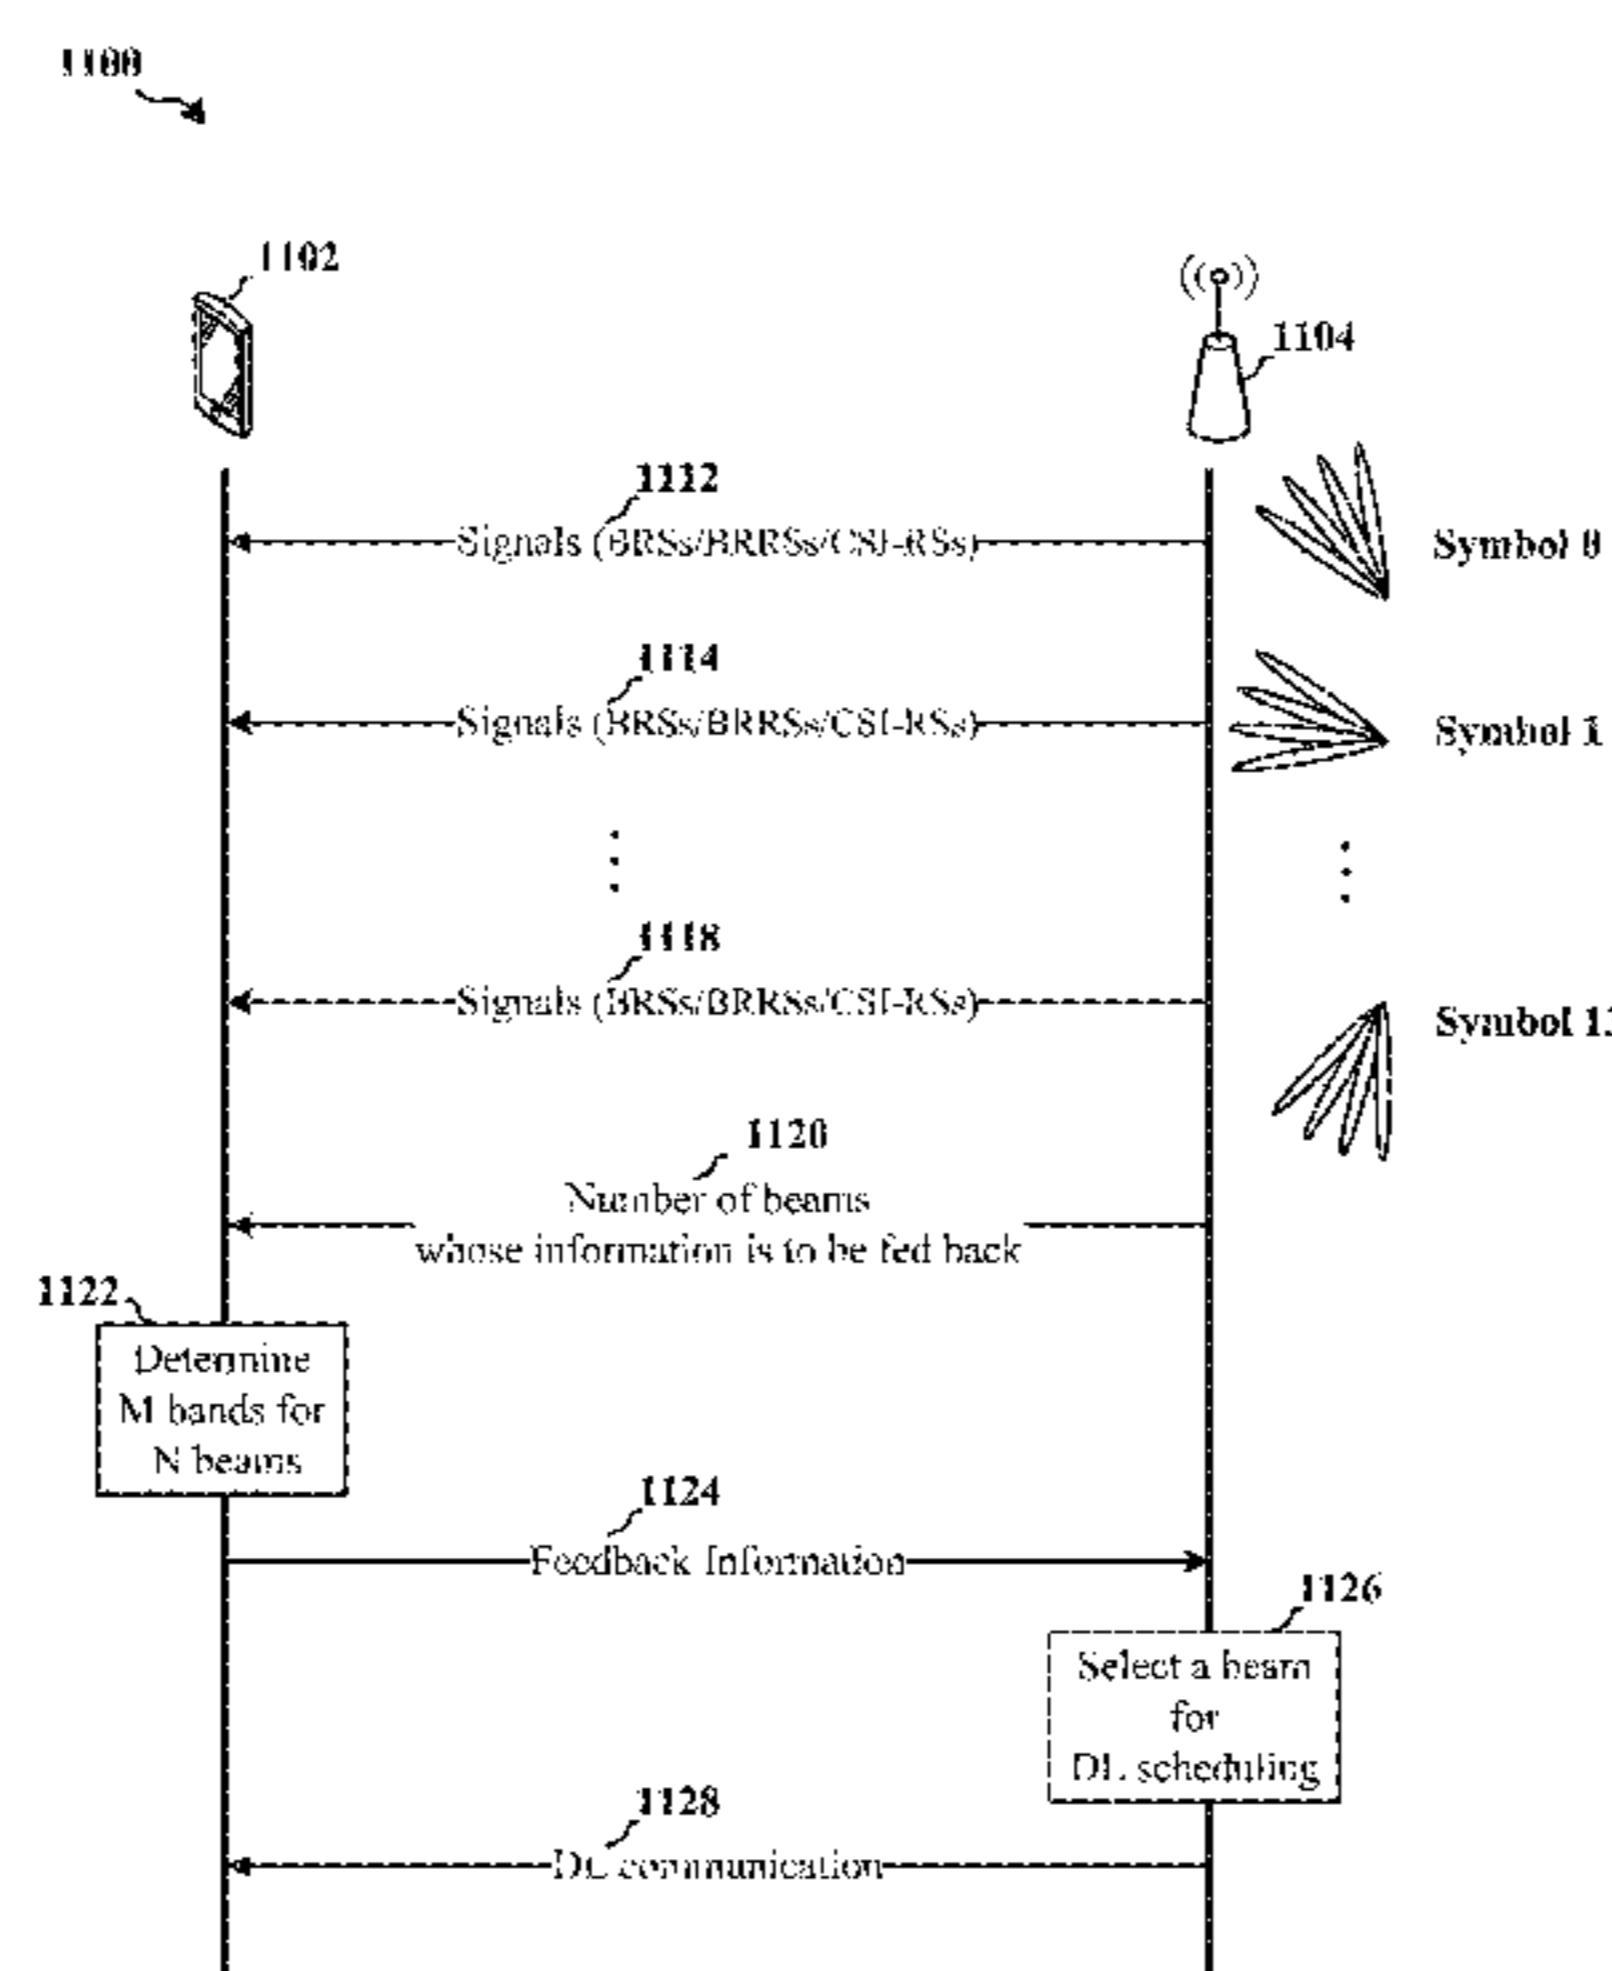 1100
1102
1104
1112
Signals (BRSs/BRRSs/CSI-RSs)
Symbol 0
1114
Signals (BRSs/BRRSs/CSI-RSs)
Symbol 1
1118
Signals (BRSs/BRRSs/CSI-RSs)
Symbol
1120
Number of beams
whose information is to be fed back
1122
Determine
M bands for
N beams
1124
Feedback Information
1126
Select a beam
for
DL scheduling
1128
DL communication